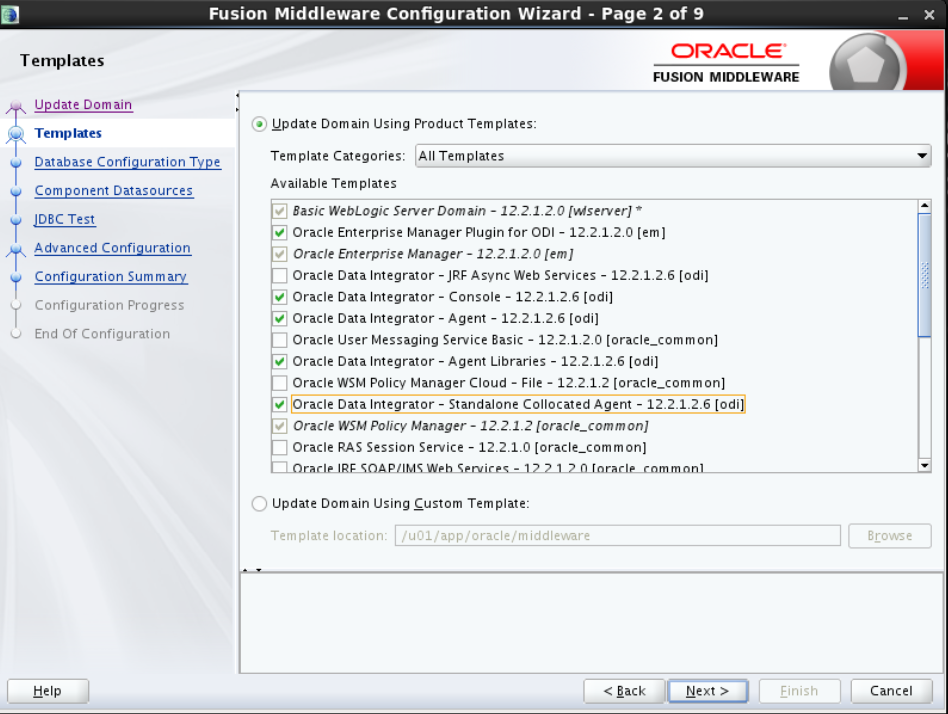 Fusion Middleware Configuration Wizard - Page 2 of 9
Templates
ORACLE
FUSION MIDDLEWARE
Update Domain
Templates
Database Configuration Type
Component Datasources
JDBC Test
Advanced Configuration
Configuration Summary
Configuration Progress
End Of Configuration
Update Domain Using Product Templates:
Template Categories: All Templates
Available Templates
Basic WebLogic Server Domain - 12.2.1.2.0 [wlserver] *
Oracle Enterprise Manager Plugin for ODI - 12.2.1.2.0 [em]
Oracle Enterprise Manager - 12.2.1.2.0 [em]
Oracle Data Integrator - JRF Async Web Services - 12.2.1.2.6 [odi]
Oracle Data Integrator - Console - 12.2.1.2.6 [odi]
Oracle Data Integrator - Agent - 12.2.1.2.6 [odi]
Oracle User Messaging Service Basic - 12.2.1.2.0 [oracle_common]
Oracle Data Integrator - Agent Libraries - 12.2.1.2.6 [odi]
Oracle WSM Policy Manager Cloud - File - 12.2.1.2 [oracle_common]
Oracle Data Integrator - Standalone Collocated Agent - 12.2.1.2.6 [odi]
Oracle WSM Policy Manager - 12.2.1.2 [oracle_common]
Oracle RAS Session Service - 12.2.1.0 [oracle_common]
Oracle JRF SOAP/JMS Web Services - 12.2.1.2.0 [oracle_common]
Update Domain Using Custom Template:
Template location: /u01/app/oracle/middleware Browse
Help < Back Next > Finish Cancel